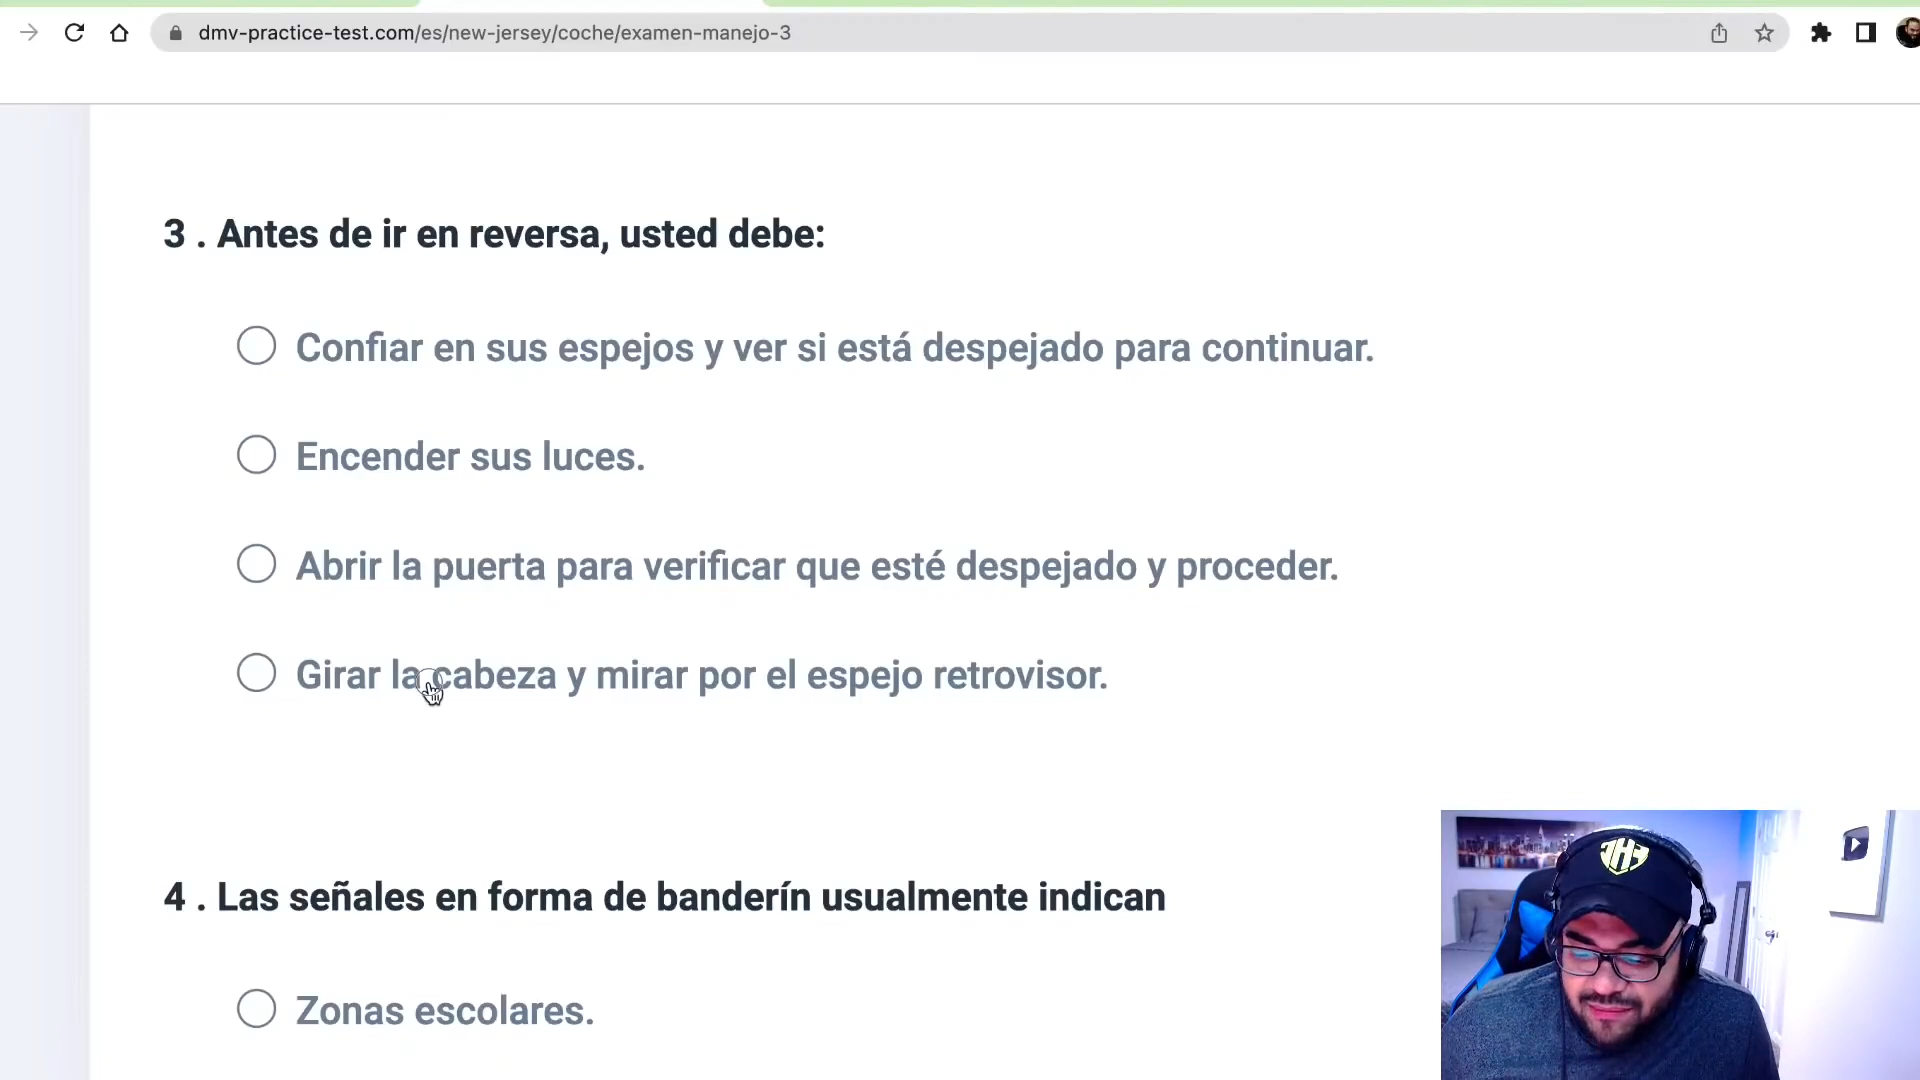 dmv-practice-test.com/es/new-jersey/coche/examen-manejo-3
3 . Antes de ir en reversa, usted debe:
Confiar en sus espejos y ver si está despejado para continuar.
Encender sus luces.
Abrir la puerta para verificar que esté despejado y proceder.
Girar la cabeza y mirar por el espejo retrovisor.
4 . Las señales en forma de banderín usualmente indican
Zonas escolares.